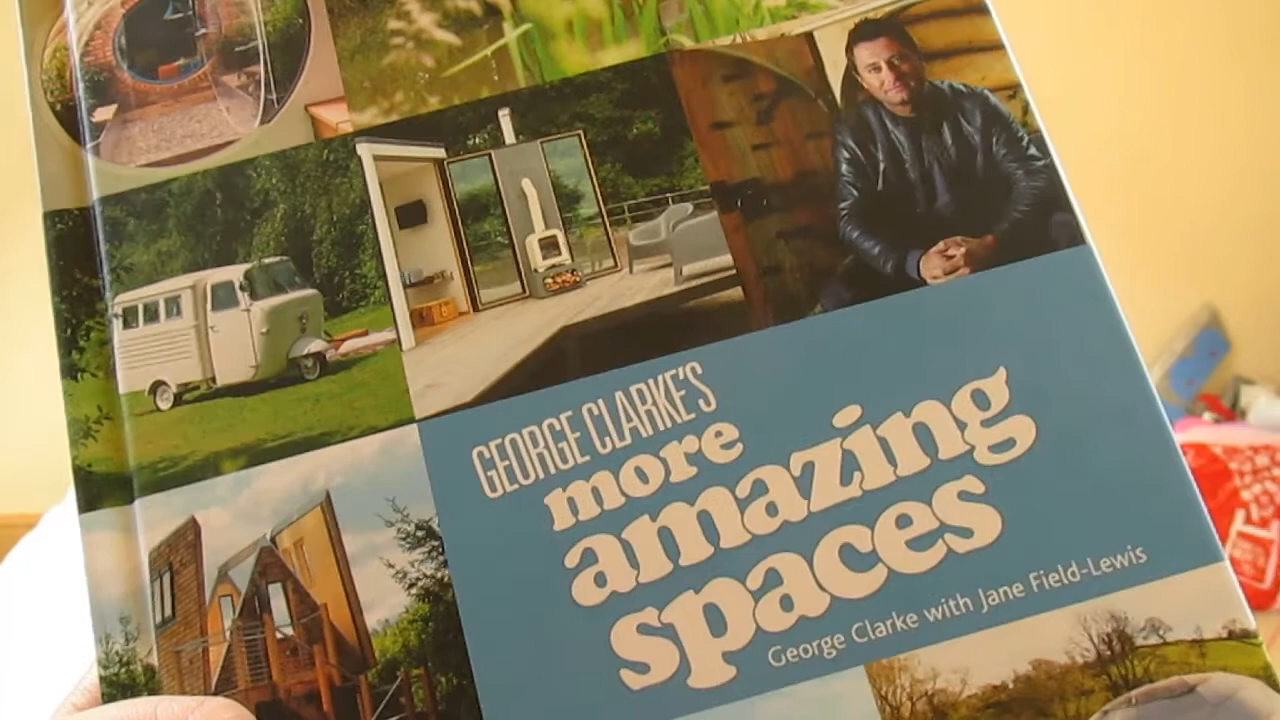 GEORGE CLARKE'S
more
amazing
spaces
George Clarke with Jane Field-Lewis